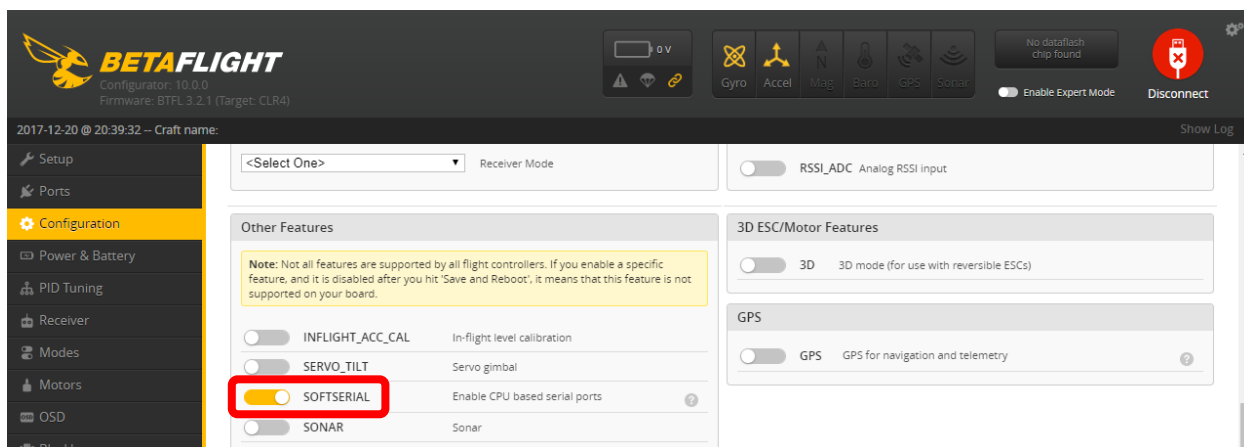 BETAFLIGHT
Configurator: 10.0.0
Firmware: BTFL 3.2.1 (Target: CLR4)
0 V
Gyro
Accel
Mag
Baro
GPS
Sonar
No dataflash
chip found
Enable Expert Mode
Disconnect
2017-12-20 @ 20:39:32 -- Craft name:
Show Log
Setup
Ports
Configuration
Power & Battery
PID Tuning
Receiver
Modes
Motors
OSD
<Select One>
Receiver Mode
RSSI_ADC Analog RSSI input
Other Features
Note: Not all features are supported by all flight controllers. If you enable a specific
feature, and it is disabled after you hit 'Save and Reboot', it means that this feature is not
supported on your board.
INFLIGHT_ACC_CAL In-flight level calibration
SERVO_TILT Servo gimbal
SOFTSERIAL Enable CPU based serial ports
SONAR Sonar
3D ESC/Motor Features
3D 3D mode (for use with reversible ESCs)
GPS
GPS GPS for navigation and telemetry